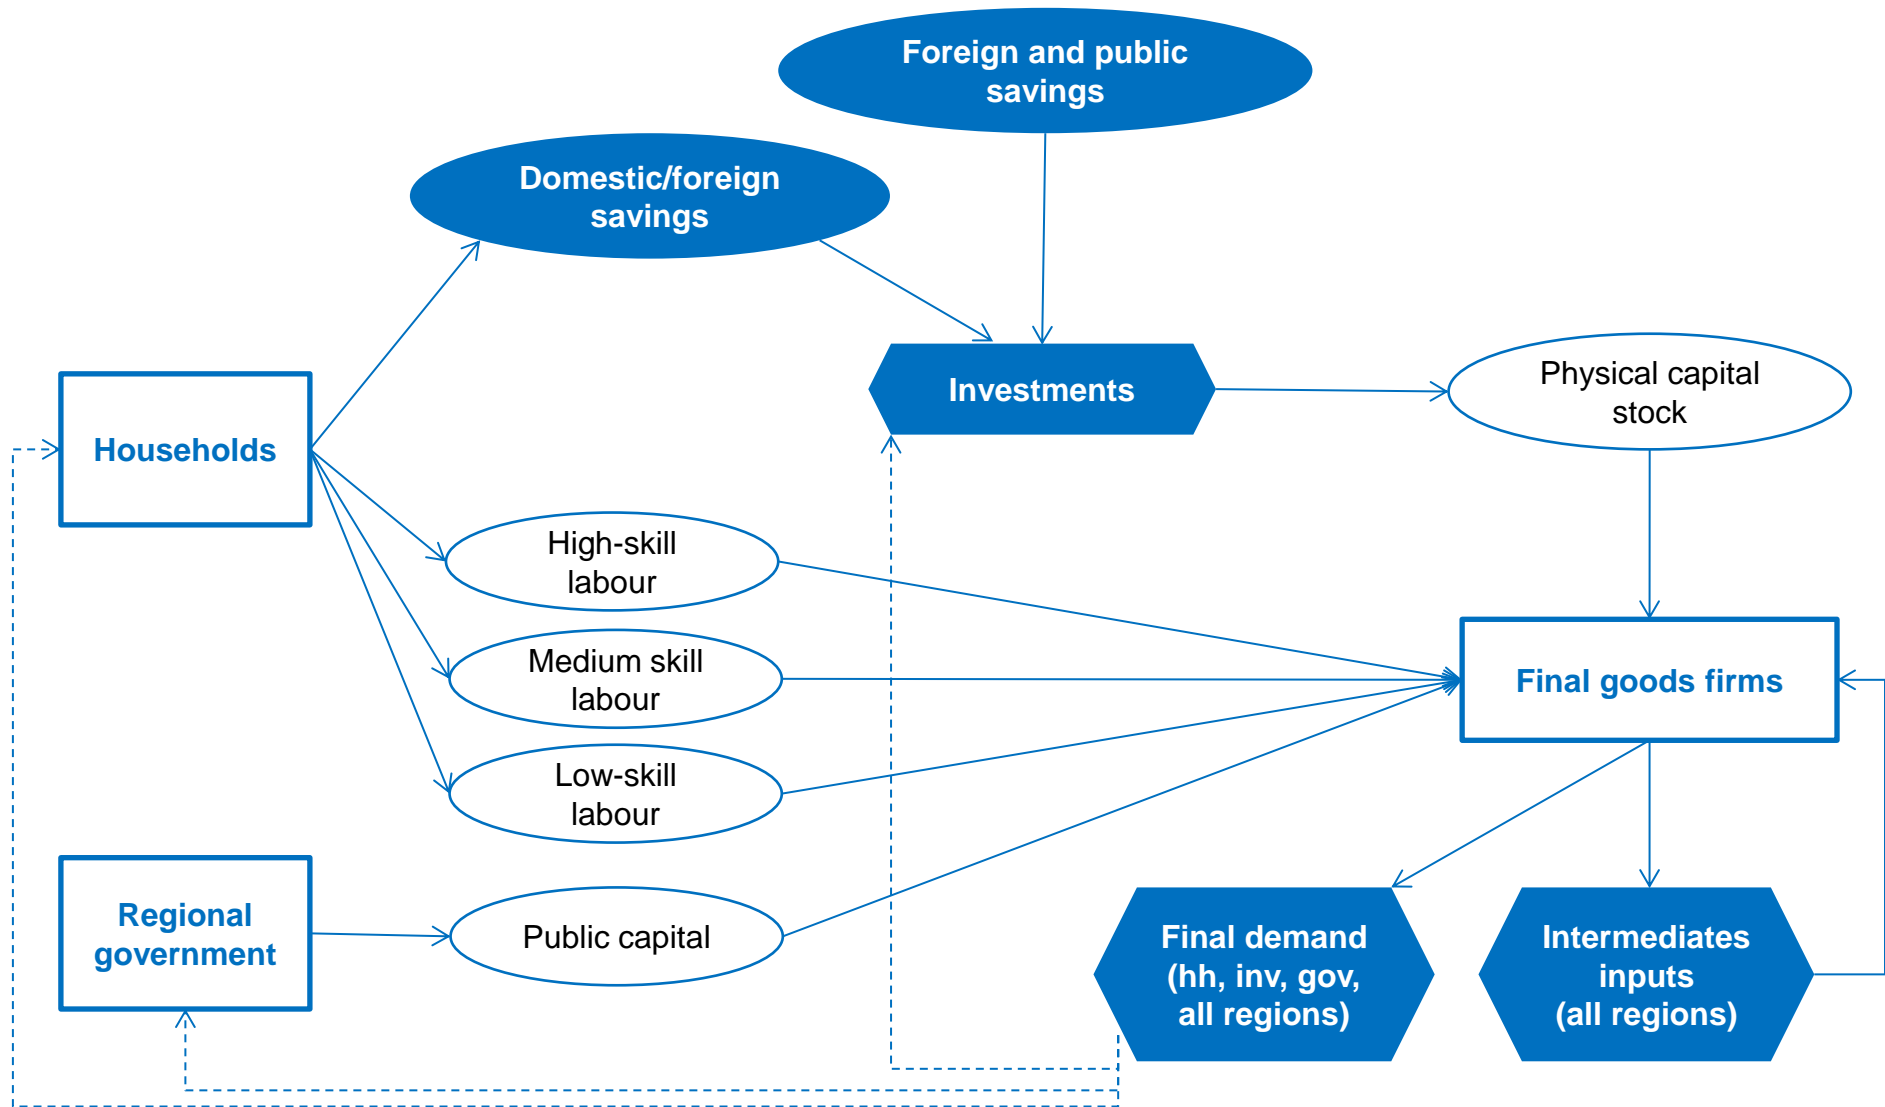 Foreign and public
savings
Domestic/foreign
savings
Investments
Physical capital
stock
Households
High-skill
labour
Medium skill
labour
Final goods firms
Low-skill
labour
Regional
government
Public capital
Final demand
(hh, inv, gov,
all regions)
Intermediates
inputs
(all regions)